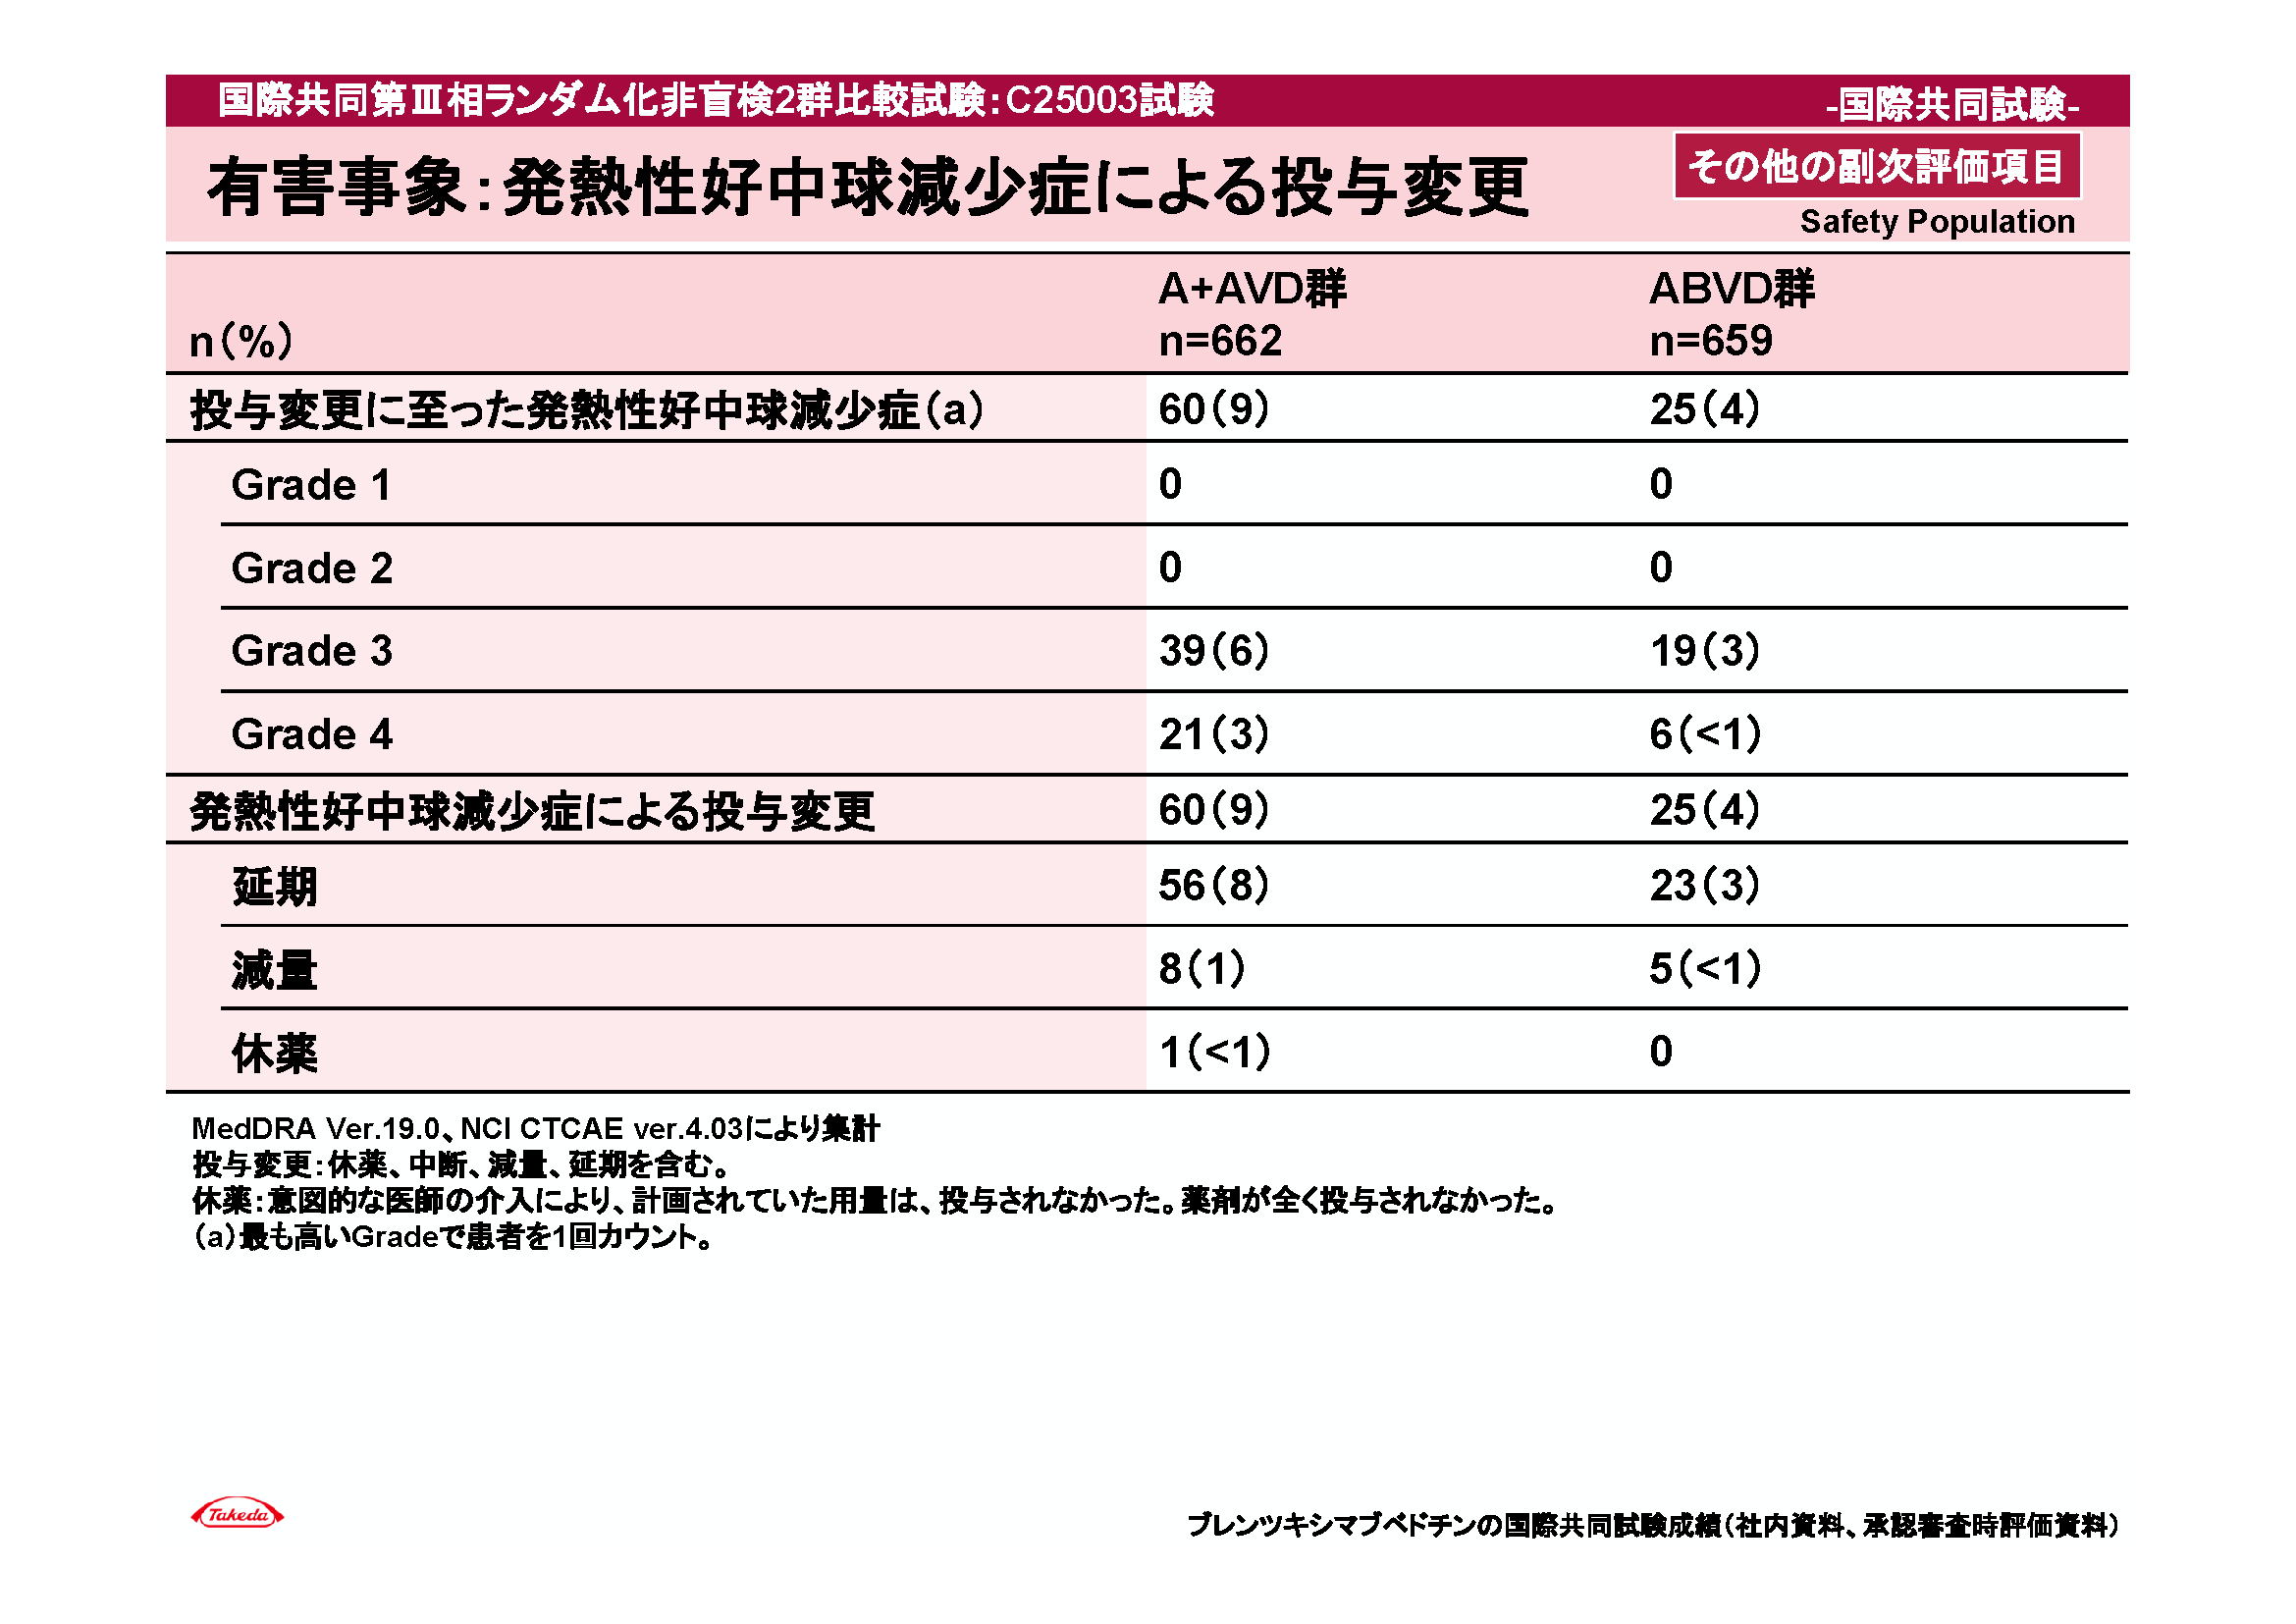 国際共同第Ⅲ相ランダム化非盲検2群比較試験：C25003試験
-国際共同試験-
有害事象：発熱性好中球減少症による投与変更
その他の副次評価項目
Safety Population
n（%） A+AVD群 n=662 ABVD群 n=659
投与変更に至った発熱性好中球減少症（a） 60（9） 25（4）
Grade 1 0 0
Grade 2 0 0
Grade 3 39（6） 19（3）
Grade 4 21（3） 6（<1）
発熱性好中球減少症による投与変更 60（9） 25（4）
延期 56（8） 23（3）
減量 8（1） 5（<1）
休薬 1（<1） 0
MedDRA Ver.19.0、NCI CTCAE ver.4.03により集計
投与変更：休薬、中断、減量、延期を含む。
休薬：意図的な医師の介入により、計画されていた用量は、投与されなかった。薬剤が全く投与されなかった。
（a）最も高いGradeで患者を1回カウント。
Takeda
ブレンツキシマブベドチンの国際共同試験成績（社内資料、承認審査時評価資料）